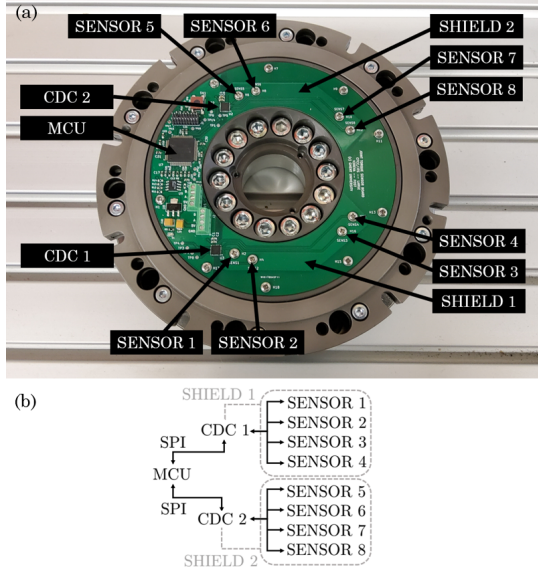 (a)
SENSOR 5
SENSOR 6
SHIELD 2
SENSOR 7
SENSOR 8
CDC 2
MCU
CDC 1
SENSOR 4
SENSOR 3
SHIELD 1
SENSOR 1
SENSOR 2
(b)
SHIELD 1
SENSOR 1
SENSOR 2
SENSOR 3
SENSOR 4
CDC 1
SPI
MCU
SPI
CDC 2
SENSOR 5
SENSOR 6
SENSOR 7
SENSOR 8
SHIELD 2